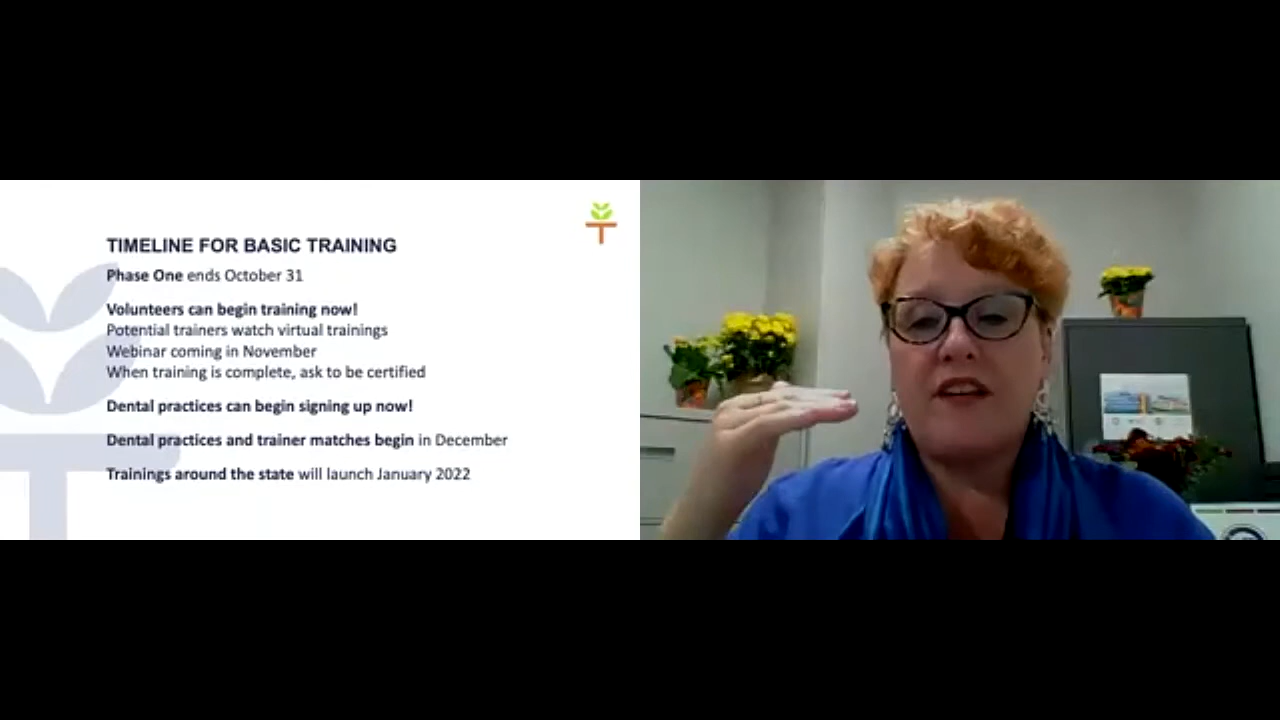 TIMELINE FOR BASIC TRAINING
Phase One ends October 31
Volunteers can begin training now!
Potential trainers watch virtual trainings
Webinar coming in November
When training is complete, ask to be certified
Dental practices can begin signing up now!
Dental practices and trainer matches begin in December
Trainings around the state will launch January 2022